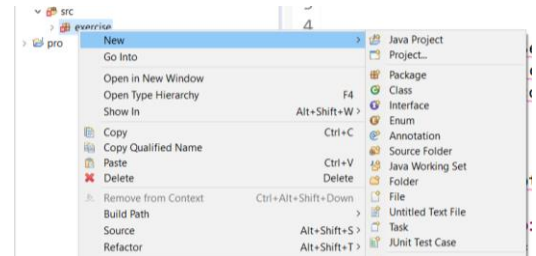 src
exercise
pro
4
New
Go Into
Open in New Window
Open Type Hierarchy F4
Show In Alt+Shift+W >
Copy Ctrl+C
Copy Qualified Name
Paste Ctrl+V
Delete Delete
Remove from Context Ctrl+Alt+Shift+Down
Build Path >
Source Alt+Shift+S >
Refactor Alt+Shift+T >
Java Project
Project...
Package
Class
Interface
Enum
Annotation
Source Folder
Java Working Set
Folder
File
Untitled Text File
Task
JUnit Test Case